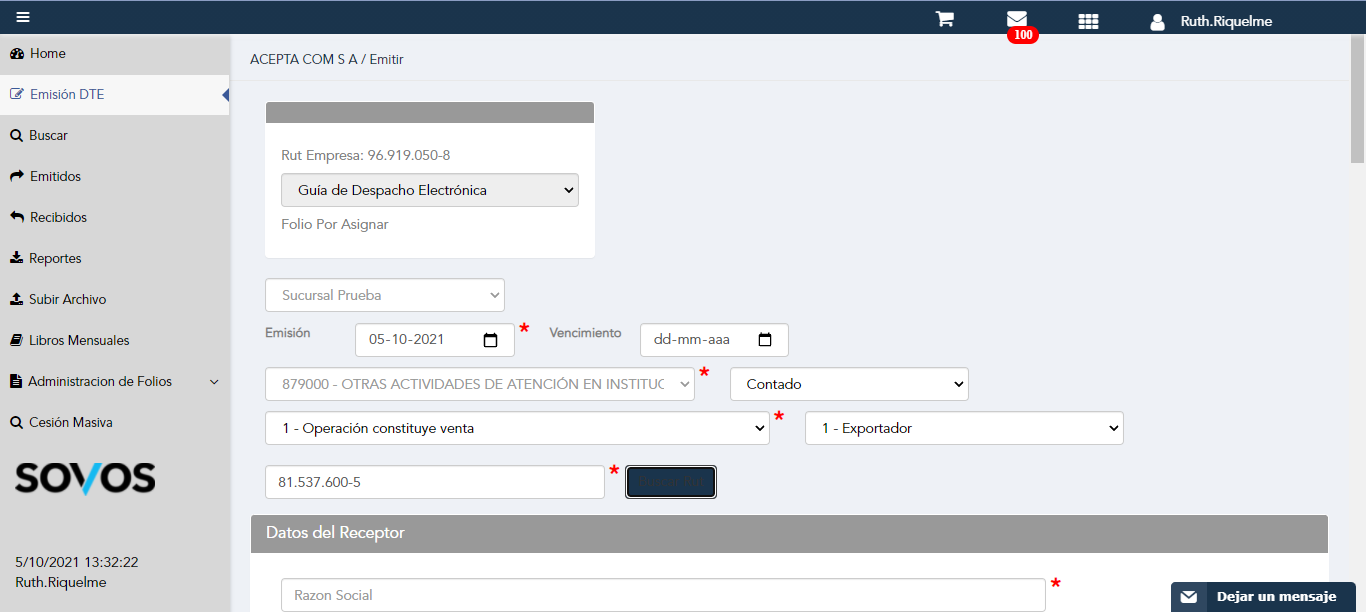 100
Ruth.Riquelme
Home
Emisión DTE
Buscar
Emitidos
Recibidos
Reportes
Subir Archivo
Libros Mensuales
Administracion de Folios
Cesión Masiva
SOVOS
5/10/2021 13:32:22
Ruth.Riquelme
ACEPTA COM S A / Emitir
Rut Empresa: 96.919.050-8
Guía de Despacho Electrónica
Folio Por Asignar
Sucursal Prueba
Emisión 05-10-2021 * Vencimiento dd-mm-aaa
879000 - OTRAS ACTIVIDADES DE ATENCIÓN EN INSTITUC * Contado
1 - Operación constituye venta * 1 - Exportador
81.537.600-5 *
Datos del Receptor
Razon Social *
Dejar un mensaje